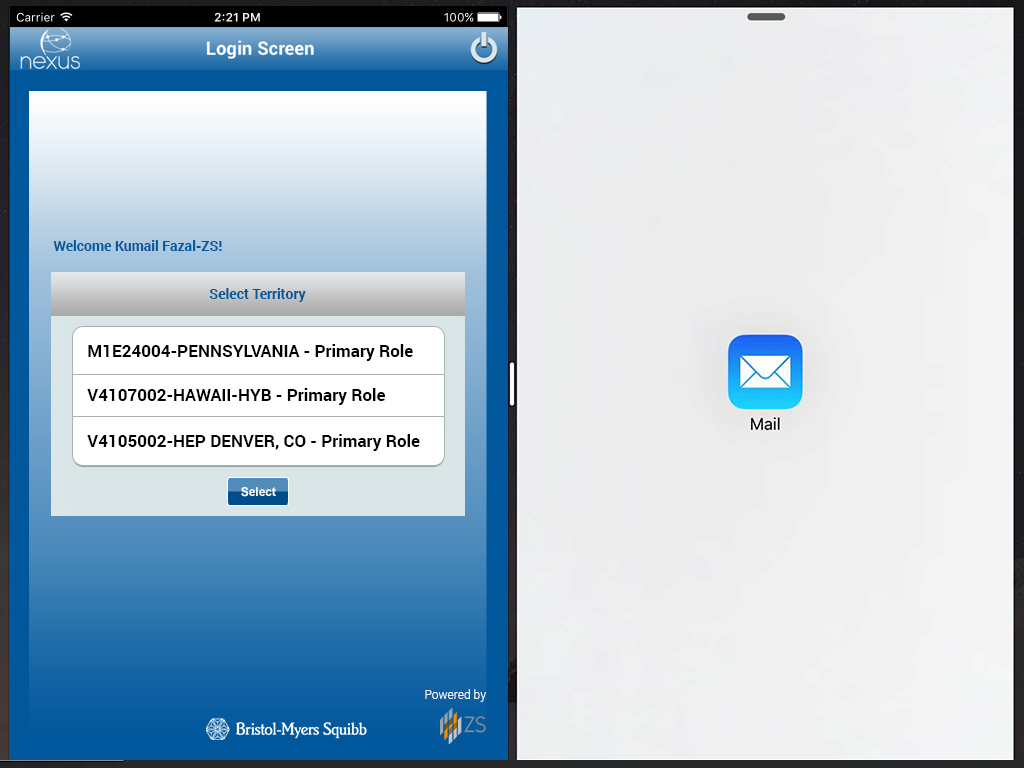 Carrier 2:21 PM 100%
nexus
Login Screen
Welcome Kumail Fazal-ZS!
Select Territory
M1E24004-PENNSYLVANIA - Primary Role
V4107002-HAWAII-HYB - Primary Role
V4105002-HEP DENVER, CO - Primary Role
Select
Powered by
ZS
Bristol-Myers Squibb
Mail